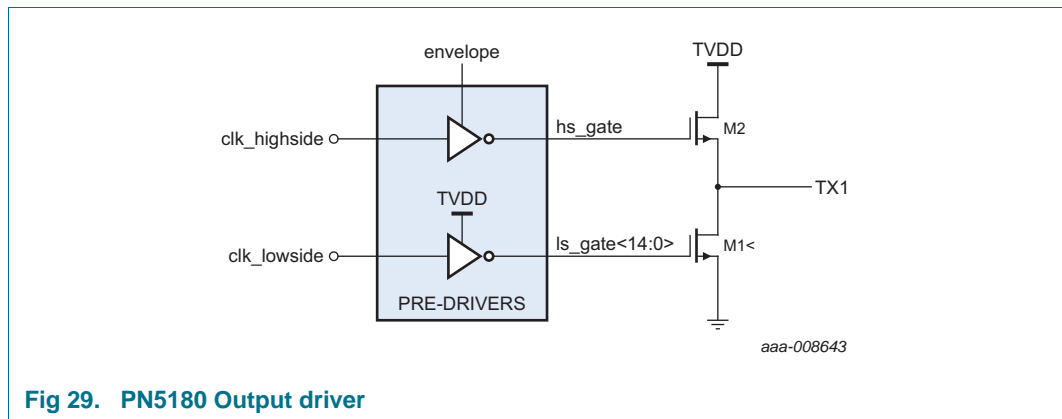 envelope
TVDD
clk_highside
hs_gate
M2
TVDD
TX1
clk_lowside
ls_gate<14:0>
M1<
PRE-DRIVERS
aaa-008643
Fig 29. PN5180 Output driver